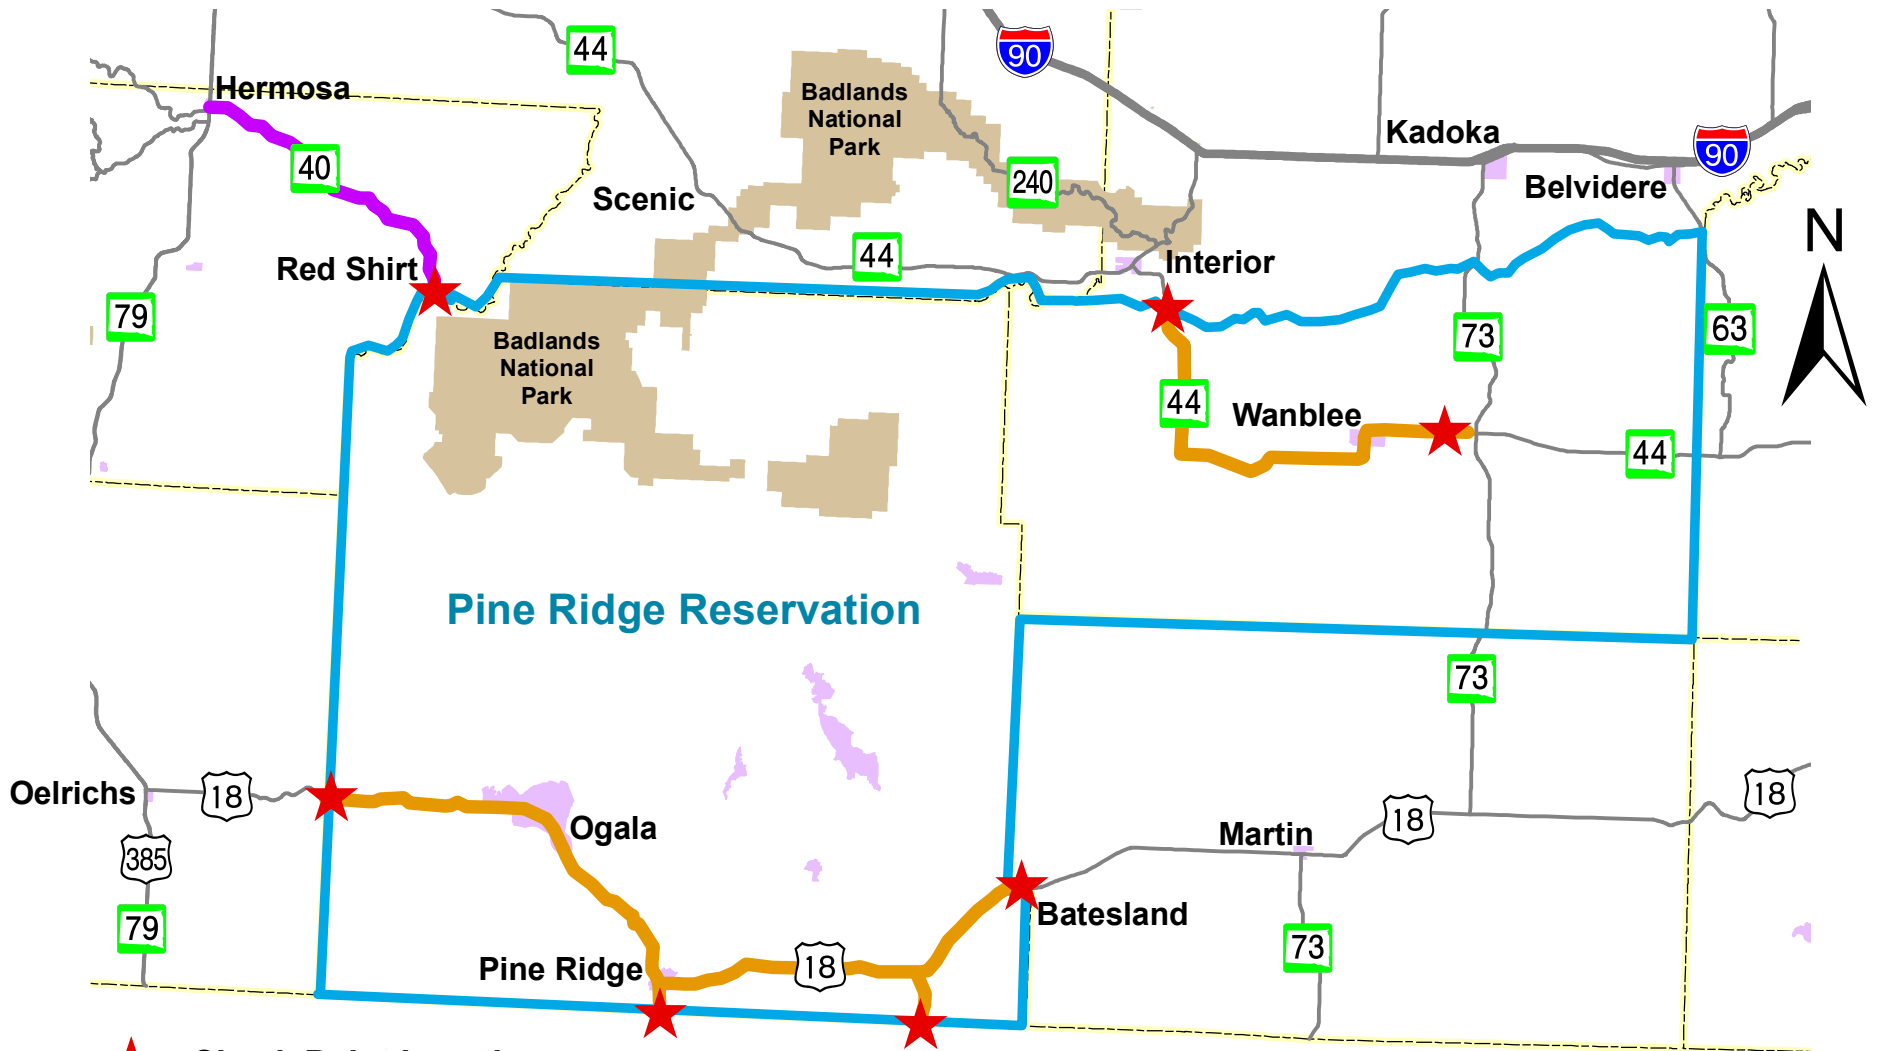 44
90
Hermosa
Badlands
National
Park
Kadoka
90
40
240
Belvidere
Scenic
N
44
Interior
Red Shirt
79
Badlands
National
Park
73
63
44
Wanblee
44
Pine Ridge Reservation
73
Oelrichs
18
18
18
Ogala
Martin
385
Batesland
79
73
Pine Ridge
18